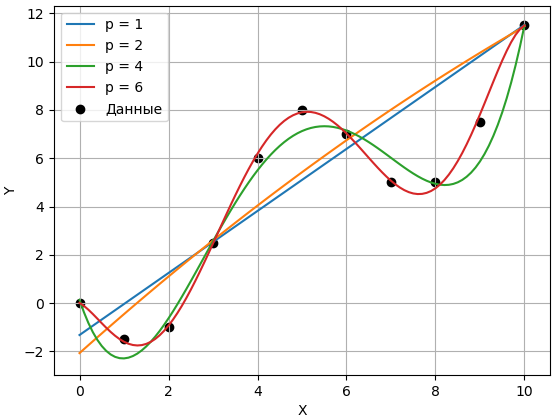 p = 1
p = 2
p = 4
p = 6
Данные
12
10
8
6
4
2
0
−2
Y
0 2 4 6 8 10
X